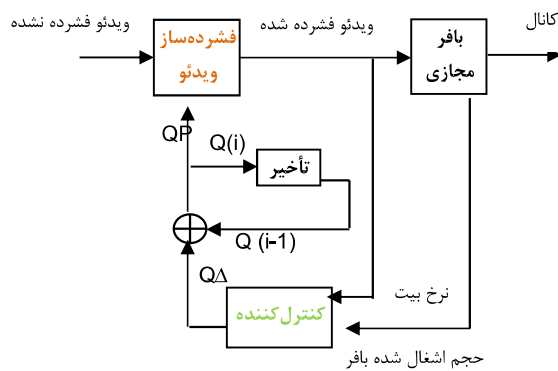 ویدئو فشرده نشده
فشرده‌ساز
ویدئو
ویدئو فشرده شده
بافر
مجازی
کانال
QP
Q(i)
تأخیر
Q (i-1)
QΔ
کنترل‌کننده
نرخ بیت
حجم اشغال شده بافر